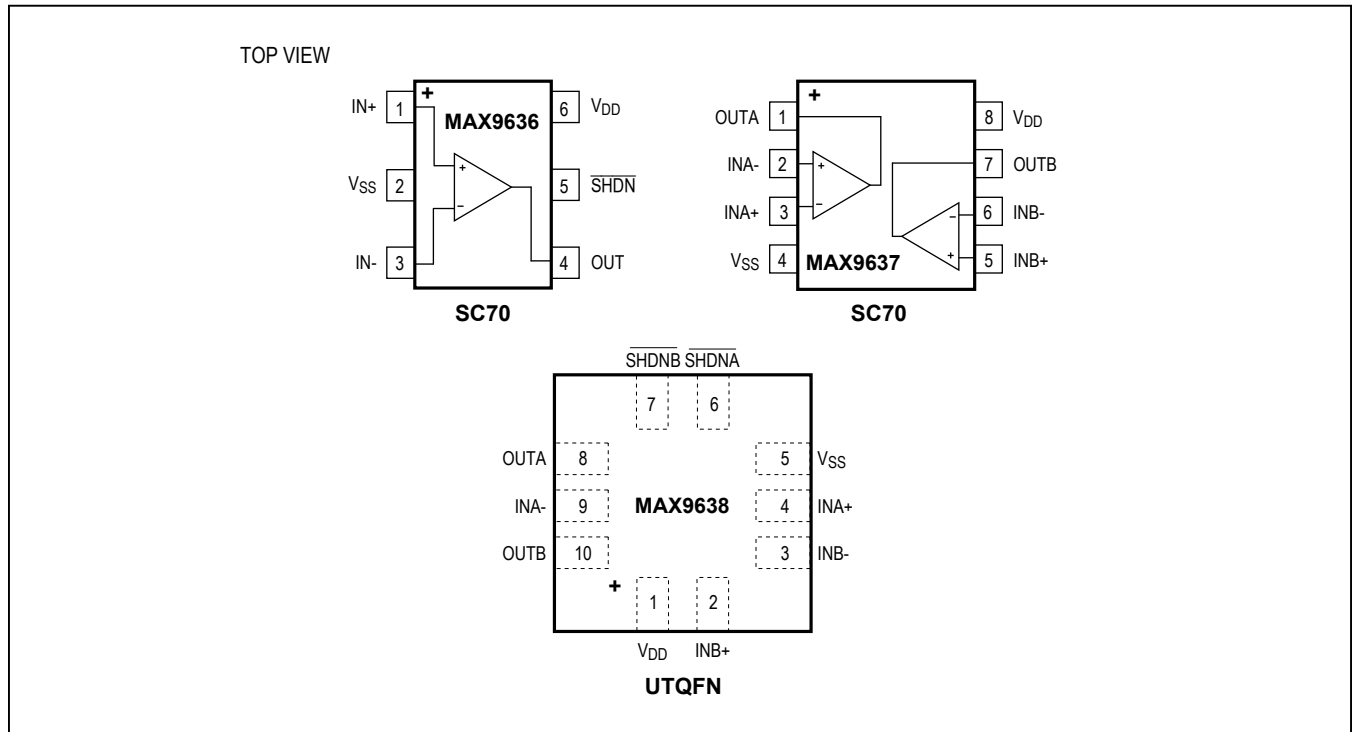 TOP VIEW
+
IN+ 1
MAX9636
6 VDD
+
VSS 2
5 SHDN
−
IN- 3
4 OUT
SC70
+
OUTA 1
8 VDD
INA- 2
+
7 OUTB
INA+ 3
−
− 6 INB-
VSS 4
MAX9637
+ 5 INB+
SC70
SHDNB SHDNA
7 6
OUTA 8
5 VSS
INA- 9
MAX9638
4 INA+
OUTB 10
3 INB-
+
1 2
VDD INB+
UTQFN